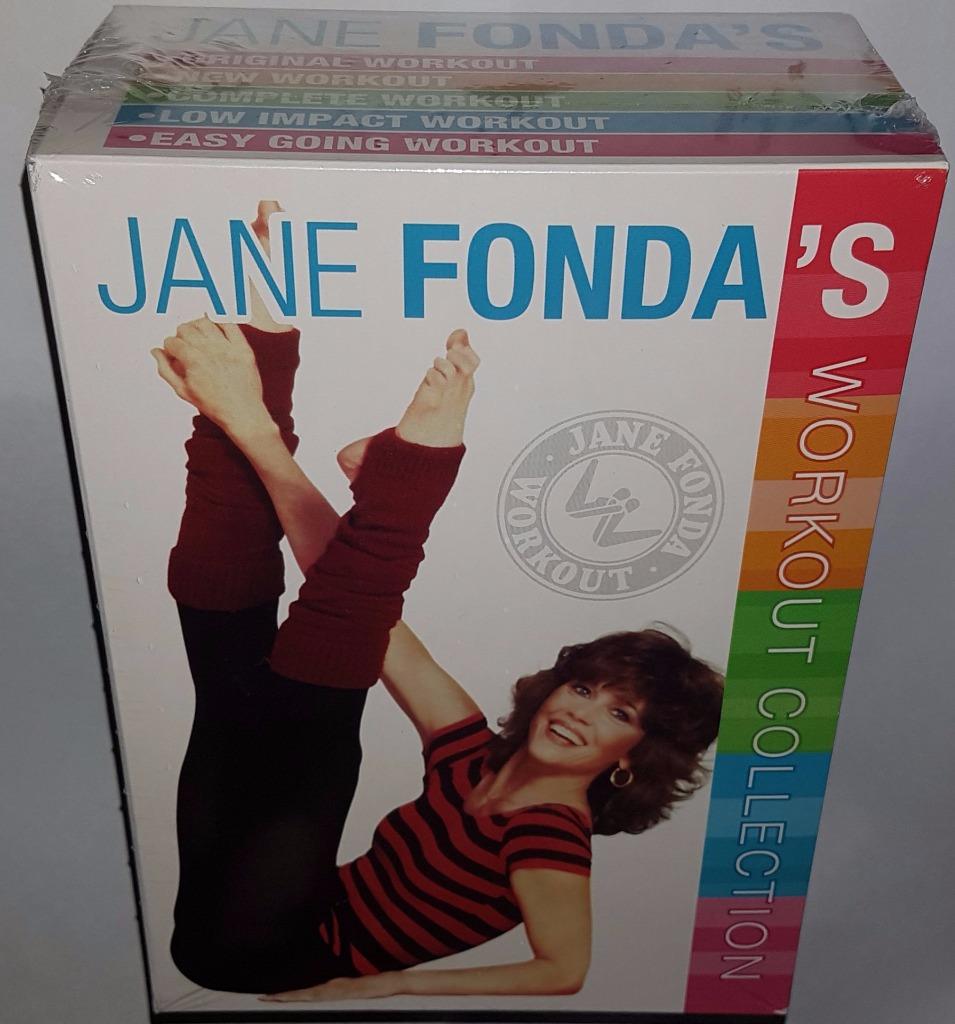 JANE FONDA'S
•ORIGINAL WORKOUT
•NEW WORKOUT
•COMPLETE WORKOUT
•LOW IMPACT WORKOUT
•EASY GOING WORKOUT
JANE FONDA'S
WORKOUT COLLECTION
JANE FONDA
WORKOUT